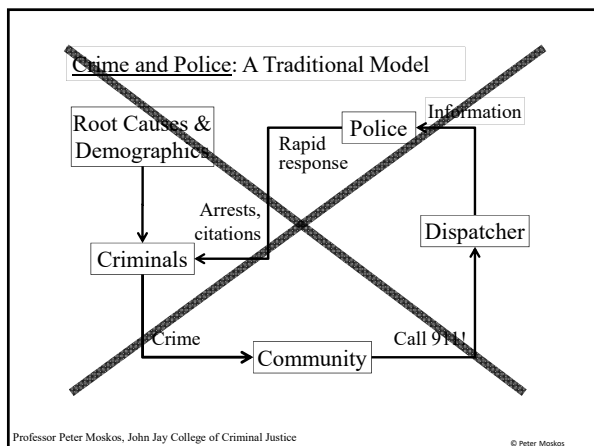 Crime and Police: A Traditional Model
Root Causes &
Demographics
Police
Information
Rapid
response
Arrests,
citations
Dispatcher
Criminals
Crime
Community
Call 911!
Professor Peter Moskos, John Jay College of Criminal Justice
© Peter Moskos